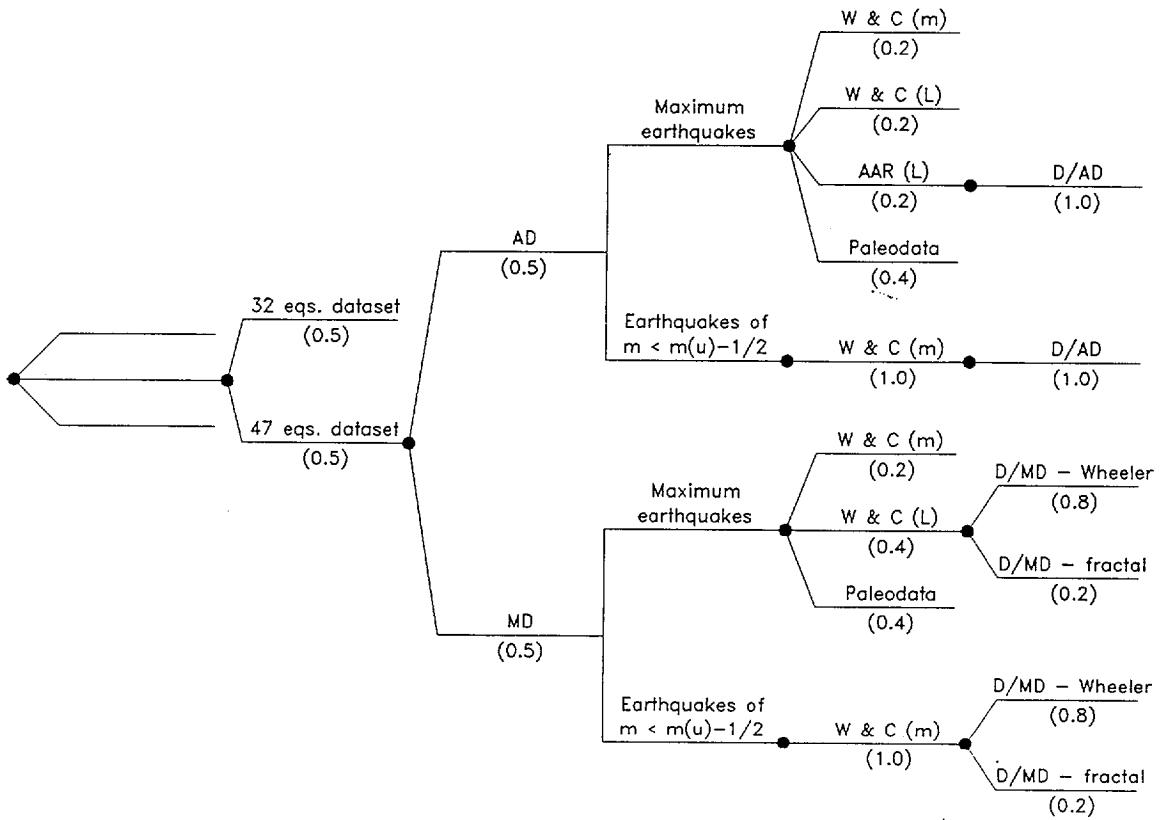 W & C (m)
(0.2)
W & C (L)
(0.2)
Maximum
earthquakes
AAR (L)
(0.2)
D/AD
(1.0)
Paleodata
(0.4)
AD
(0.5)
Earthquakes of
m < m(u)-1/2
W & C (m)
(1.0)
D/AD
(1.0)
32 eqs. dataset
(0.5)
47 eqs. dataset
(0.5)
W & C (m)
(0.2)
Maximum
earthquakes
W & C (L)
(0.4)
D/MD - Wheeler
(0.8)
D/MD - fractal
(0.2)
Paleodata
(0.4)
MD
(0.5)
Earthquakes of
m < m(u)-1/2
W & C (m)
(1.0)
D/MD - Wheeler
(0.8)
D/MD - fractal
(0.2)